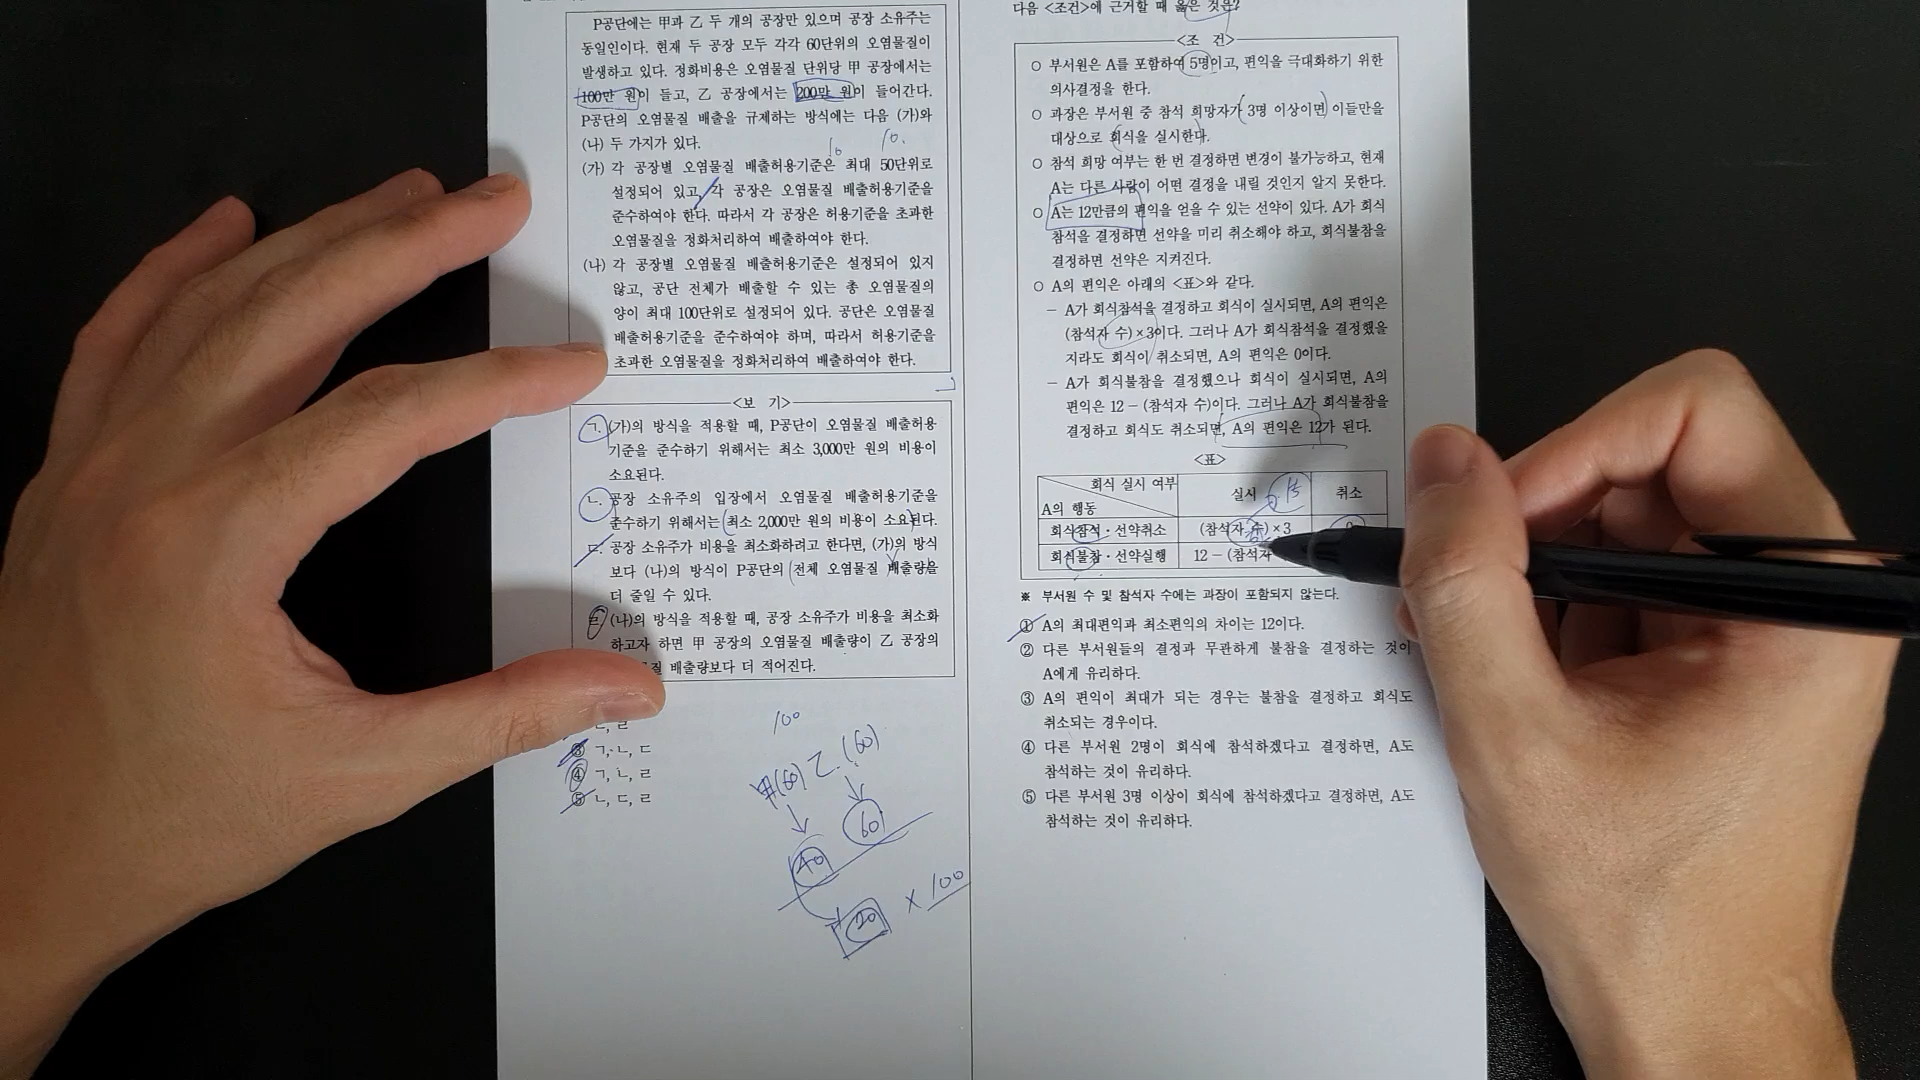 P공단에는 甲과 乙 두 개의 공장만 있으며 공장 소유주는
동일인이다. 현재 두 공장 모두 각각 60단위의 오염물질이
발생하고 있다. 정화비용은 오염물질 단위당 甲 공장에서는
100만 원이 들고, 乙 공장에서는 200만 원이 들어간다.
P공단의 오염물질 배출을 규제하는 방식에는 다음 (가)와
(나) 두 가지가 있다.
10 10.
(가) 각 공장별 오염물질 배출허용기준은 최대 50단위로
설정되어 있고, 각 공장은 오염물질 배출허용기준을
준수하여야 한다. 따라서 각 공장은 허용기준을 초과한
오염물질을 정화처리하여 배출하여야 한다.
(나) 각 공장별 오염물질 배출허용기준은 설정되어 있지
않고, 공단 전체가 배출할 수 있는 총 오염물질의
양이 최대 100단위로 설정되어 있다. 공단은 오염물질
배출허용기준을 준수하여야 하며, 따라서 허용기준을
초과한 오염물질을 정화처리하여 배출하여야 한다.
<보 기>
ㄱ. (가)의 방식을 적용할 때, P공단이 오염물질 배출허용
기준을 준수하기 위해서는 최소 3,000만 원의 비용이
소요된다.
ㄴ. 공장 소유주의 입장에서 오염물질 배출허용기준을
준수하기 위해서는 최소 2,000만 원의 비용이 소요된다.
ㄷ. 공장 소유주가 비용을 최소화하려고 한다면, (가)의 방식
보다 (나)의 방식이 P공단의 전체 오염물질 배출량을
더 줄일 수 있다.
ㄹ. (나)의 방식을 적용할 때, 공장 소유주가 비용을 최소화
하고자 하면 甲 공장의 오염물질 배출량이 乙 공장의
질 배출량보다 더 적어진다.
ㄴ, ㄹ
③ ㄱ, ㄴ, ㄷ
④ ㄱ, ㄴ, ㄹ
⑤ ㄴ, ㄷ, ㄹ
100
甲(60) 乙.(60)
40 60
20 × 100
다음 <조건>에 근거할 때 옳은 것은?
<조 건>
○ 부서원은 A를 포함하여 5명이고, 편익을 극대화하기 위한
의사결정을 한다.
○ 과장은 부서원 중 참석 희망자가 3명 이상이면 이들만을
대상으로 회식을 실시한다.
○ 참석 희망 여부는 한 번 결정하면 변경이 불가능하고, 현재
A는 다른 사람이 어떤 결정을 내릴 것인지 알지 못한다.
○ A는 12만큼의 편익을 얻을 수 있는 선약이 있다. A가 회식
참석을 결정하면 선약을 미리 취소해야 하고, 회식불참을
결정하면 선약은 지켜진다.
○ A의 편익은 아래의 <표>와 같다.
- A가 회식참석을 결정하고 회식이 실시되면, A의 편익은
(참석자 수)×3이다. 그러나 A가 회식참석을 결정했을
지라도 회식이 취소되면, A의 편익은 0이다.
- A가 회식불참을 결정했으나 회식이 실시되면, A의
편익은 12-(참석자 수)이다. 그러나 A가 회식불참을
결정하고 회식도 취소되면, A의 편익은 12가 된다.
<표>
회식 실시 여부 실시 취소
A의 행동
회식참석·선약취소 (참석자 수)×3 0
회식불참·선약실행 12-(참석자
※ 부서원 수 및 참석자 수에는 과장이 포함되지 않는다.
① A의 최대편익과 최소편익의 차이는 12이다.
② 다른 부서원들의 결정과 무관하게 불참을 결정하는 것이
A에게 유리하다.
③ A의 편익이 최대가 되는 경우는 불참을 결정하고 회식도
취소되는 경우이다.
④ 다른 부서원 2명이 회식에 참석하겠다고 결정하면, A도
참석하는 것이 유리하다.
⑤ 다른 부서원 3명 이상이 회식에 참석하겠다고 결정하면, A도
참석하는 것이 유리하다.